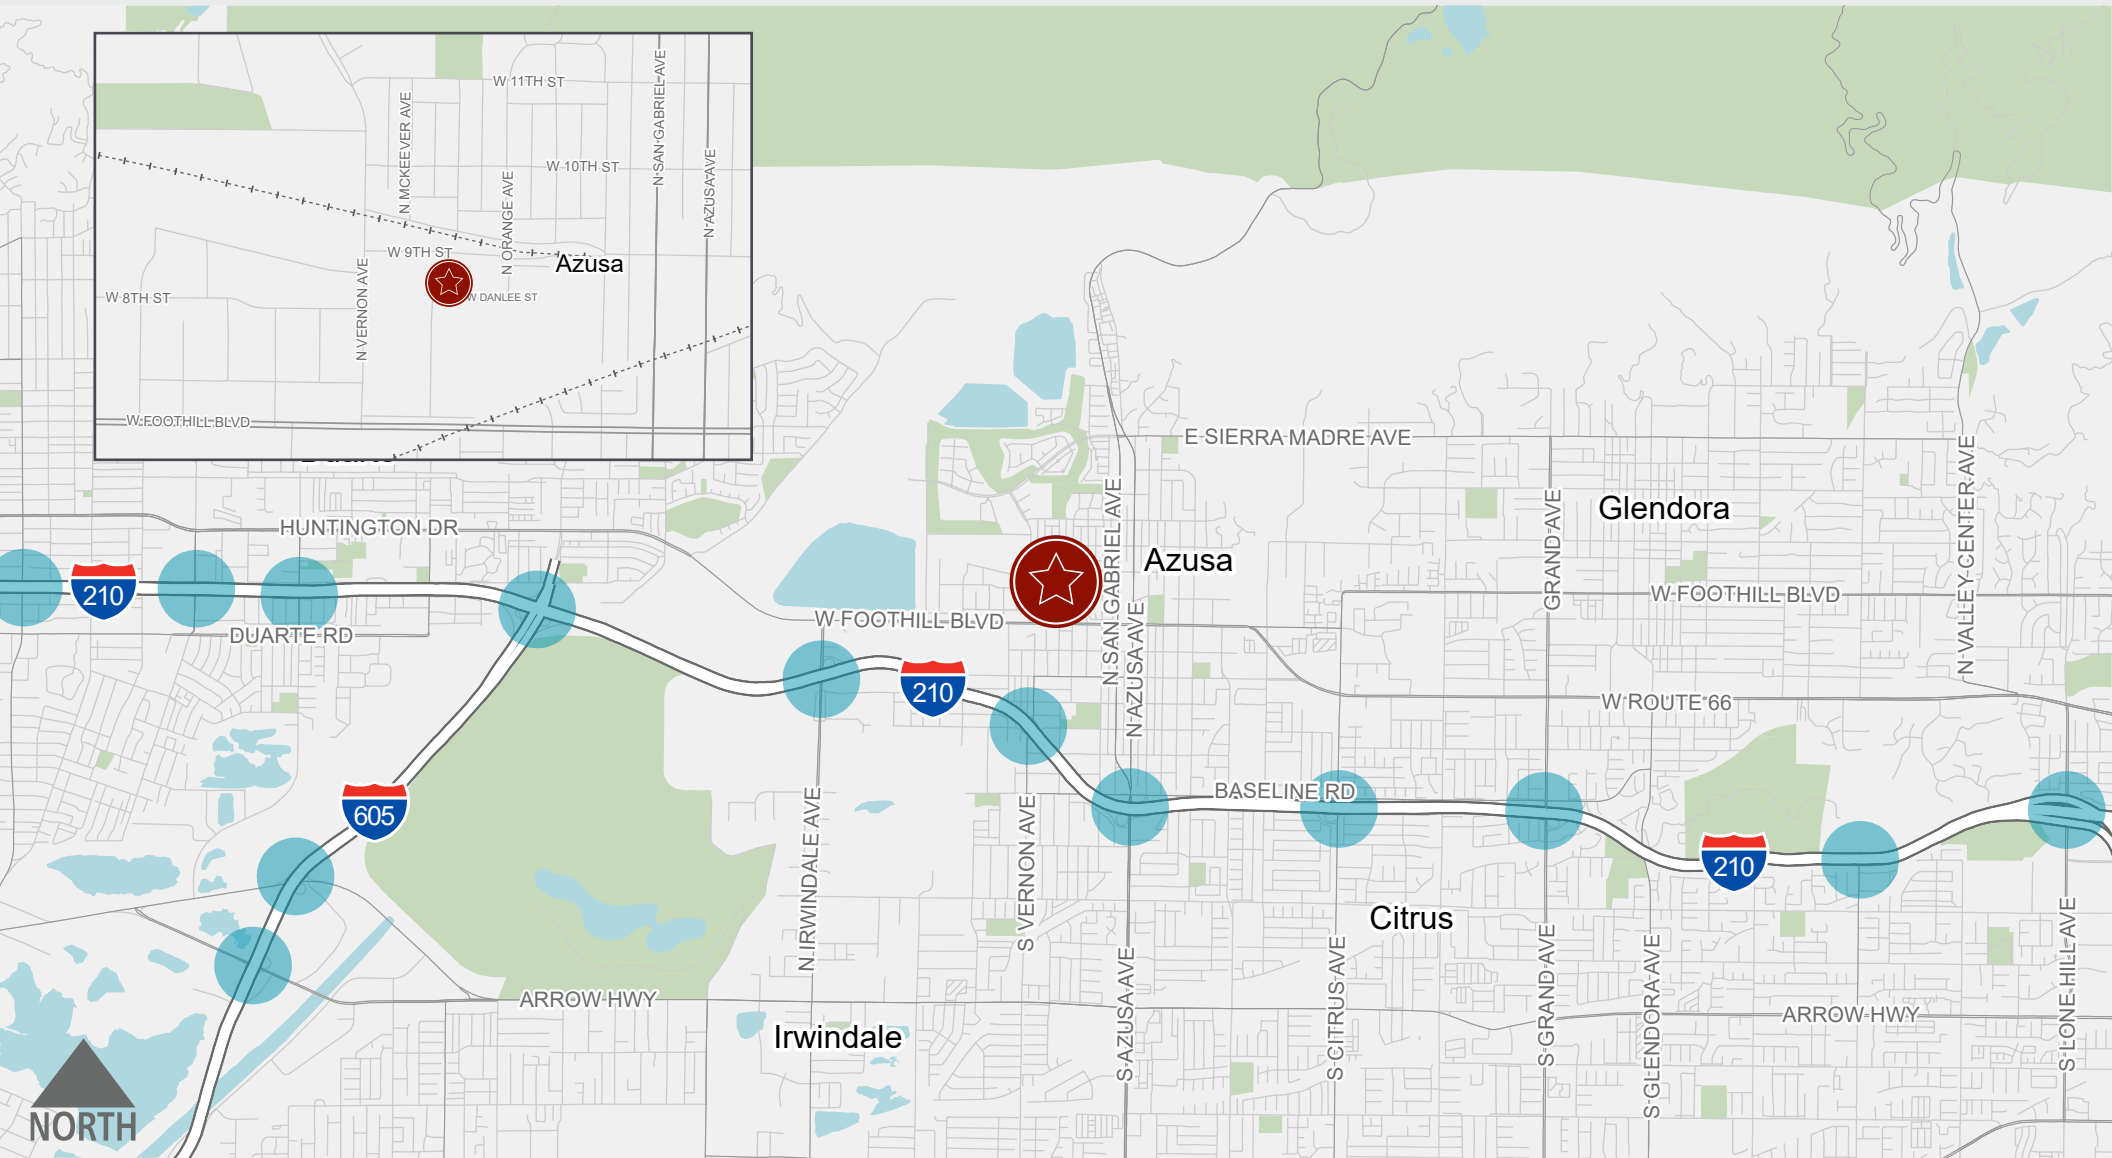 W 11TH ST
N SAN GABRIEL AVE
N MCKEEVER AVE
W 10TH ST
N AZUSA AVE
N ORANGE AVE
W 9TH ST
Azusa
N VERNON AVE
W DANLEE ST
W 8TH ST
W FOOTHILL BLVD
E SIERRA MADRE AVE
N VALLEY CENTER AVE
Glendora
HUNTINGTON DR
N SAN GABRIEL AVE
GRAND AVE
Azusa
210
W FOOTHILL BLVD
W FOOTHILL BLVD
DUARTE RD
N AZUSA AVE
210
W ROUTE 66
BASELINE RD
605
N IRWINDALE AVE
S VERNON AVE
210
Citrus
S AZUSA AVE
S CITRUS AVE
S GRAND AVE
S GLENDORA AVE
S LONE HILL AVE
ARROW HWY
ARROW HWY
Irwindale
NORTH